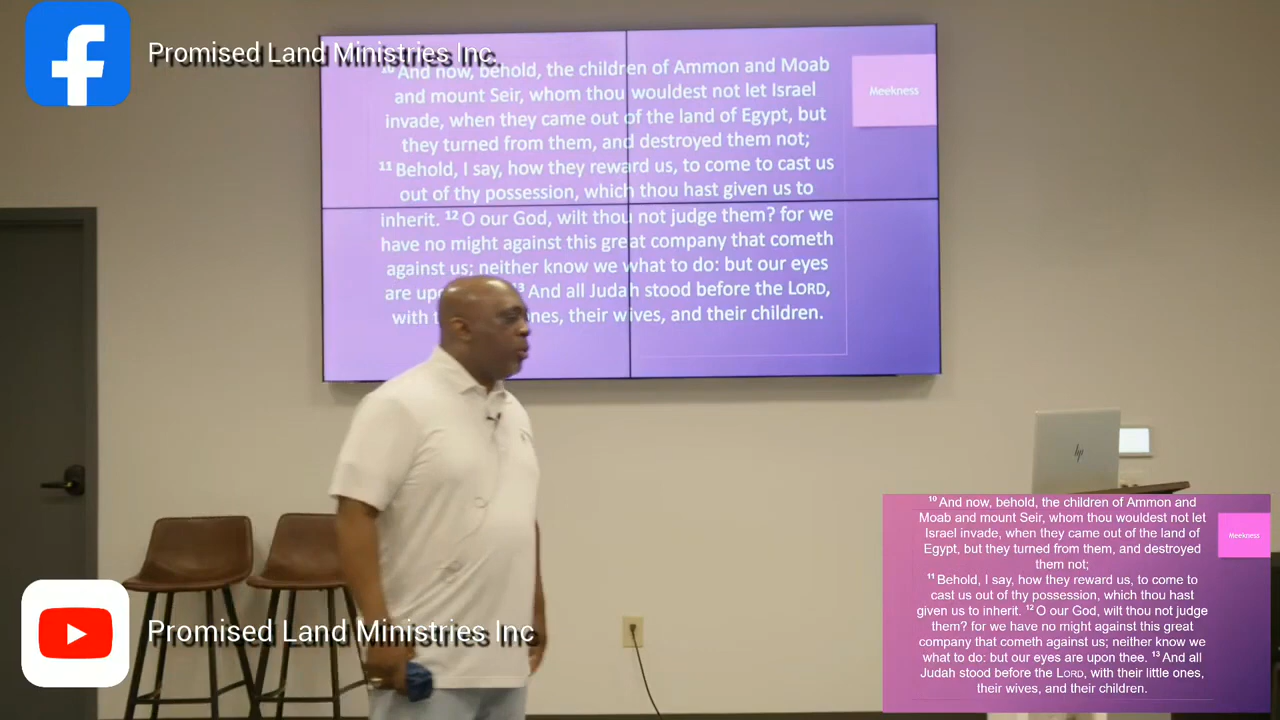 Promised Land Ministries Inc.
10 And now, behold, the children of Ammon and Moab
and mount Seir, whom thou wouldest not let Israel
invade, when they came out of the land of Egypt, but
they turned from them, and destroyed them not;
11 Behold, I say, how they reward us, to come to cast us
out of thy possession, which thou hast given us to
inherit. 12 O our God, wilt thou not judge them? for we
have no might against this great company that cometh
against us; neither know we what to do: but our eyes
are 13 And all Judah stood before the LORD,
with their wives, and their children.
Meekness
hp
10 And now, behold, the children of Ammon and
Moab and mount Seir, whom thou wouldest not let
Israel invade, when they came out of the land of
Egypt, but they turned from them, and destroyed
them not;
11 Behold, I say, how they reward us, to come to
cast us out of thy possession, which thou hast
given us to inherit. 12 O our God, wilt thou not judge
them? for we have no might against this great
company that cometh against us; neither know we
what to do: but our eyes are upon thee. 13 And all
Judah stood before the LORD, with their little ones,
their wives, and their children.
Meekness
Promised Land Ministries Inc